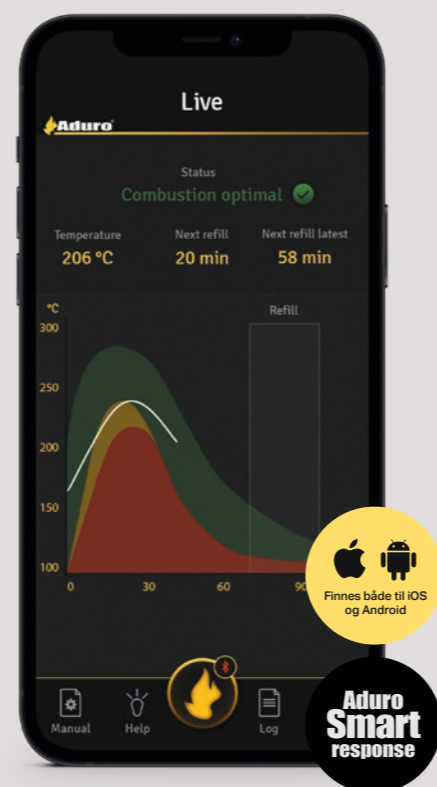 Live
Aduro
Status
Combustion optimal
Temperature
Next refill
Next refill latest
206 °C
20 min
58 min
°C
Refill
300
250
200
150
100
0
30
60
90
Finnes både til iOS
og Android
Manual
Help
Log
Aduro
Smart
response